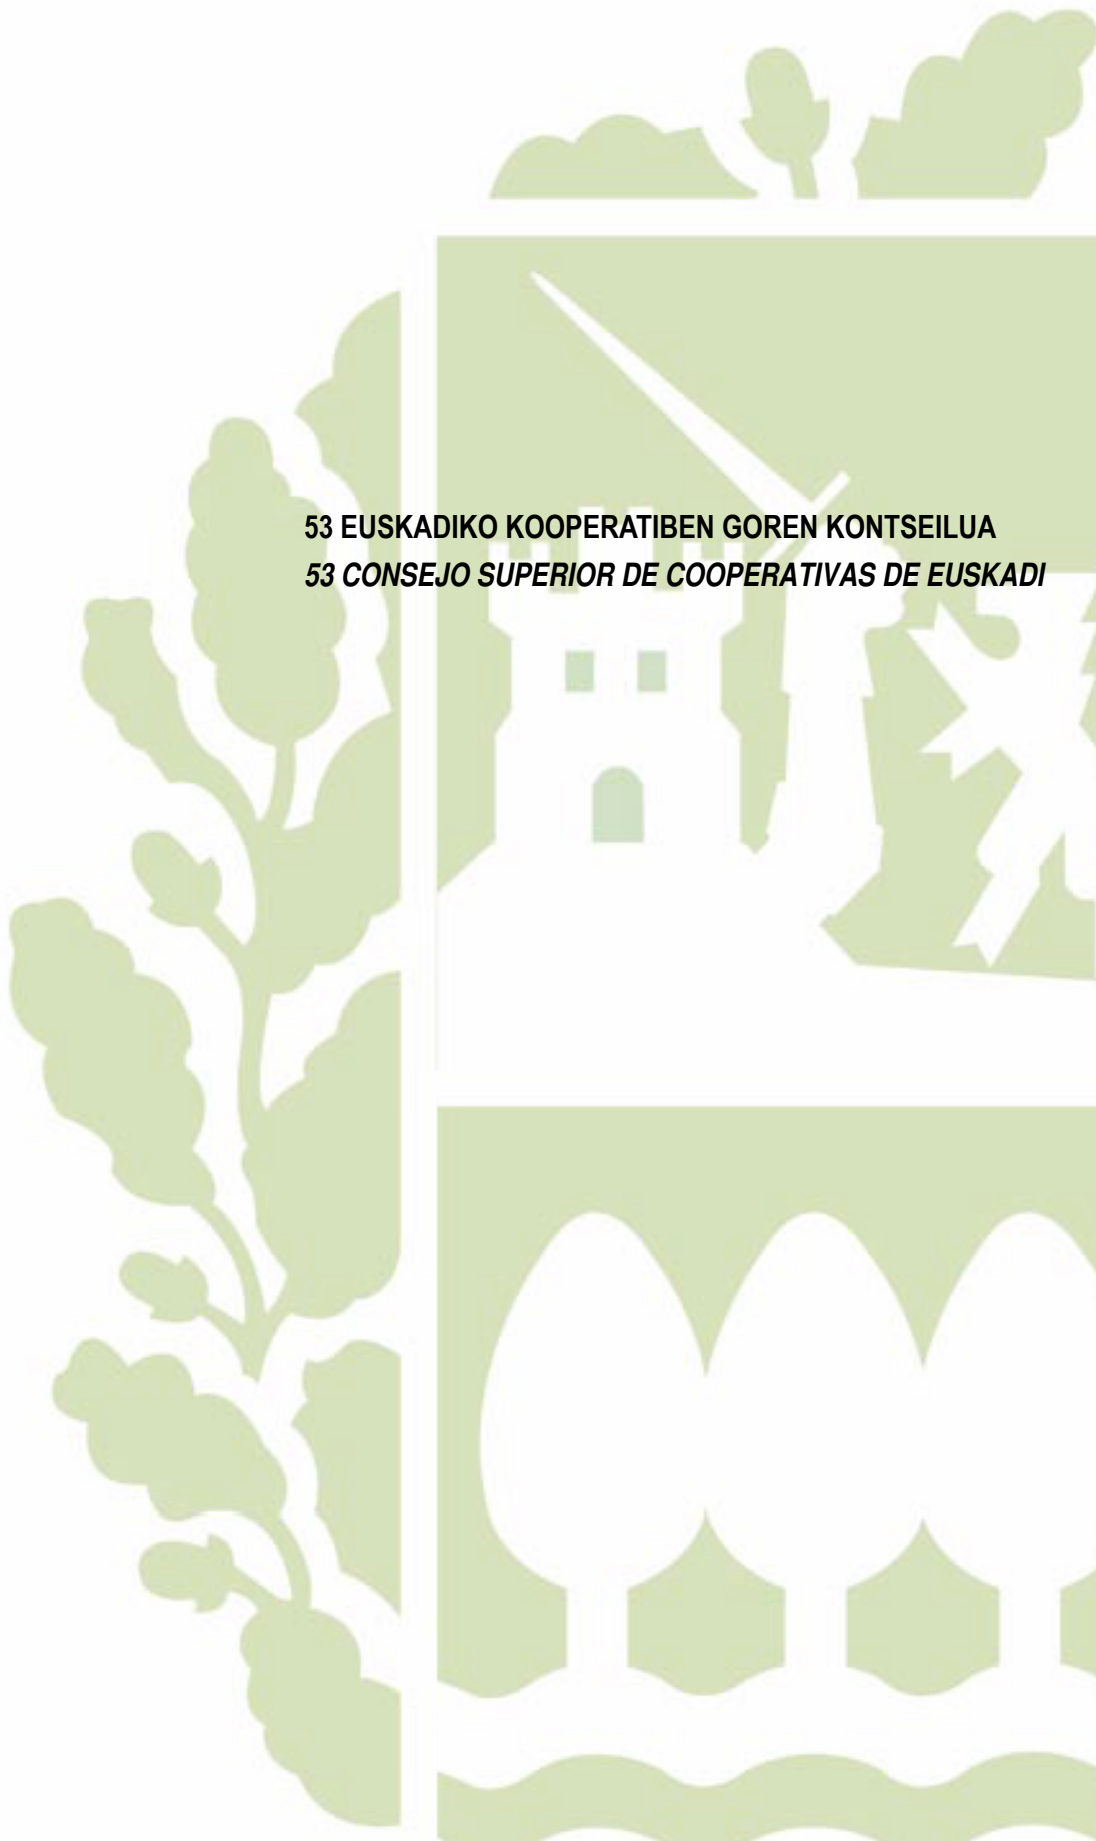 53 EUSKADIKO KOOPERATIBEN GOREN KONTSEILUA
53 CONSEJO SUPERIOR DE COOPERATIVAS DE EUSKADI